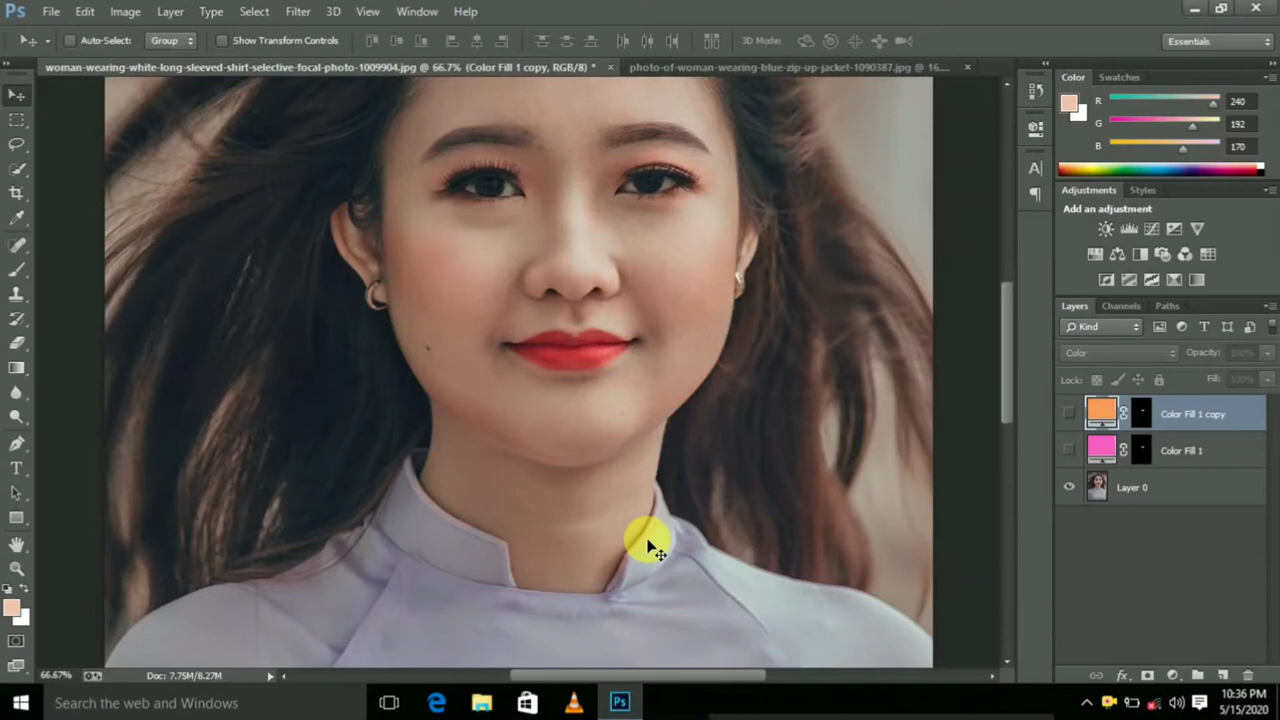 Ps File Edit Image Layer Type Select Filter 3D View Window Help
Auto-Select: Group Show Transform Controls 3D Mode: Essentials
woman-wearing-white-long-sleeved-shirt-selective-focal-photo-1009904.jpg @ 66.7% (Color Fill 1 copy, RGB/8) * × photo-of-woman-wearing-blue-zip-up-jacket-1090387.jpg @ 16.... ×
Color Swatches
R 240
G 192
B 170
Adjustments Styles
Add an adjustment
Layers Channels Paths
Kind
Color Opacity: 100%
Lock: Fill: 100%
Color Fill 1 copy
Color Fill 1
Layer 0
66.67% Doc: 7.75M/8.27M
Search the web and Windows
Ps
10:36 PM
5/15/2020